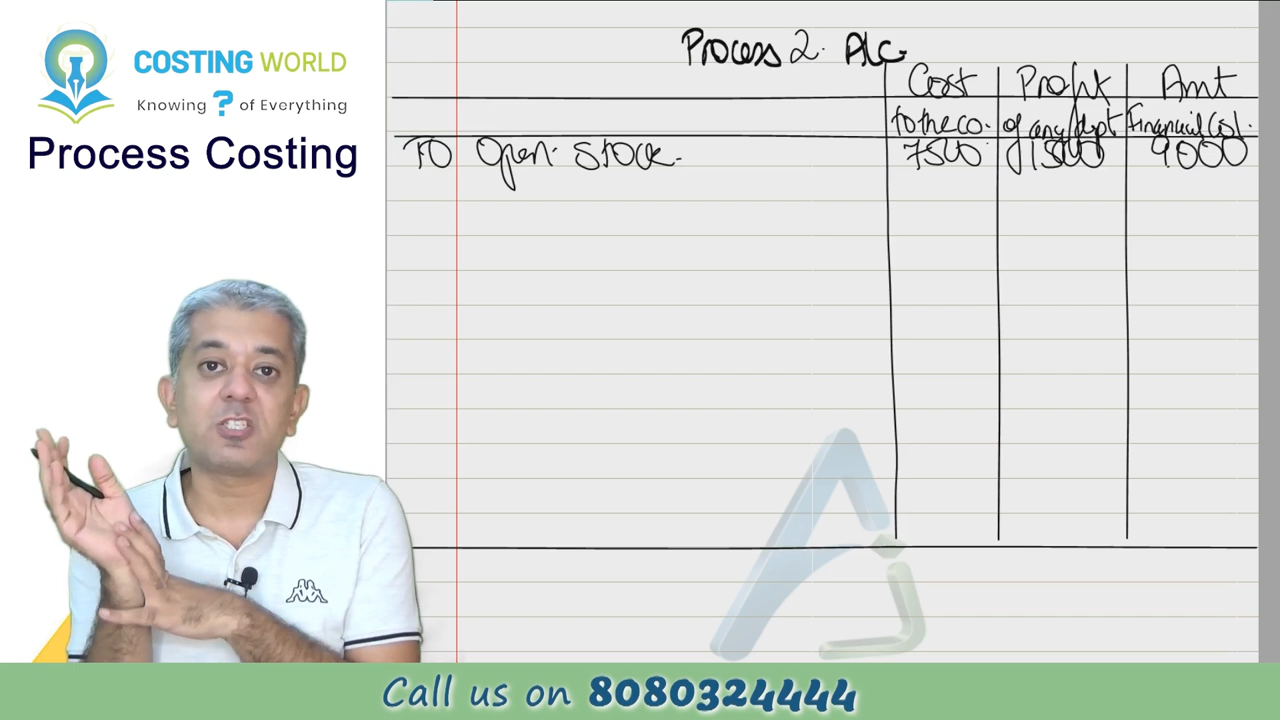 COSTING WORLD
Knowing ? of Everything
Process Costing
Process 2. A/c.
Cost Profit Amt
to the co. of any dept Financial Col.
TO Open. Stock. 7500 1500 9000
Call us on 8080324444